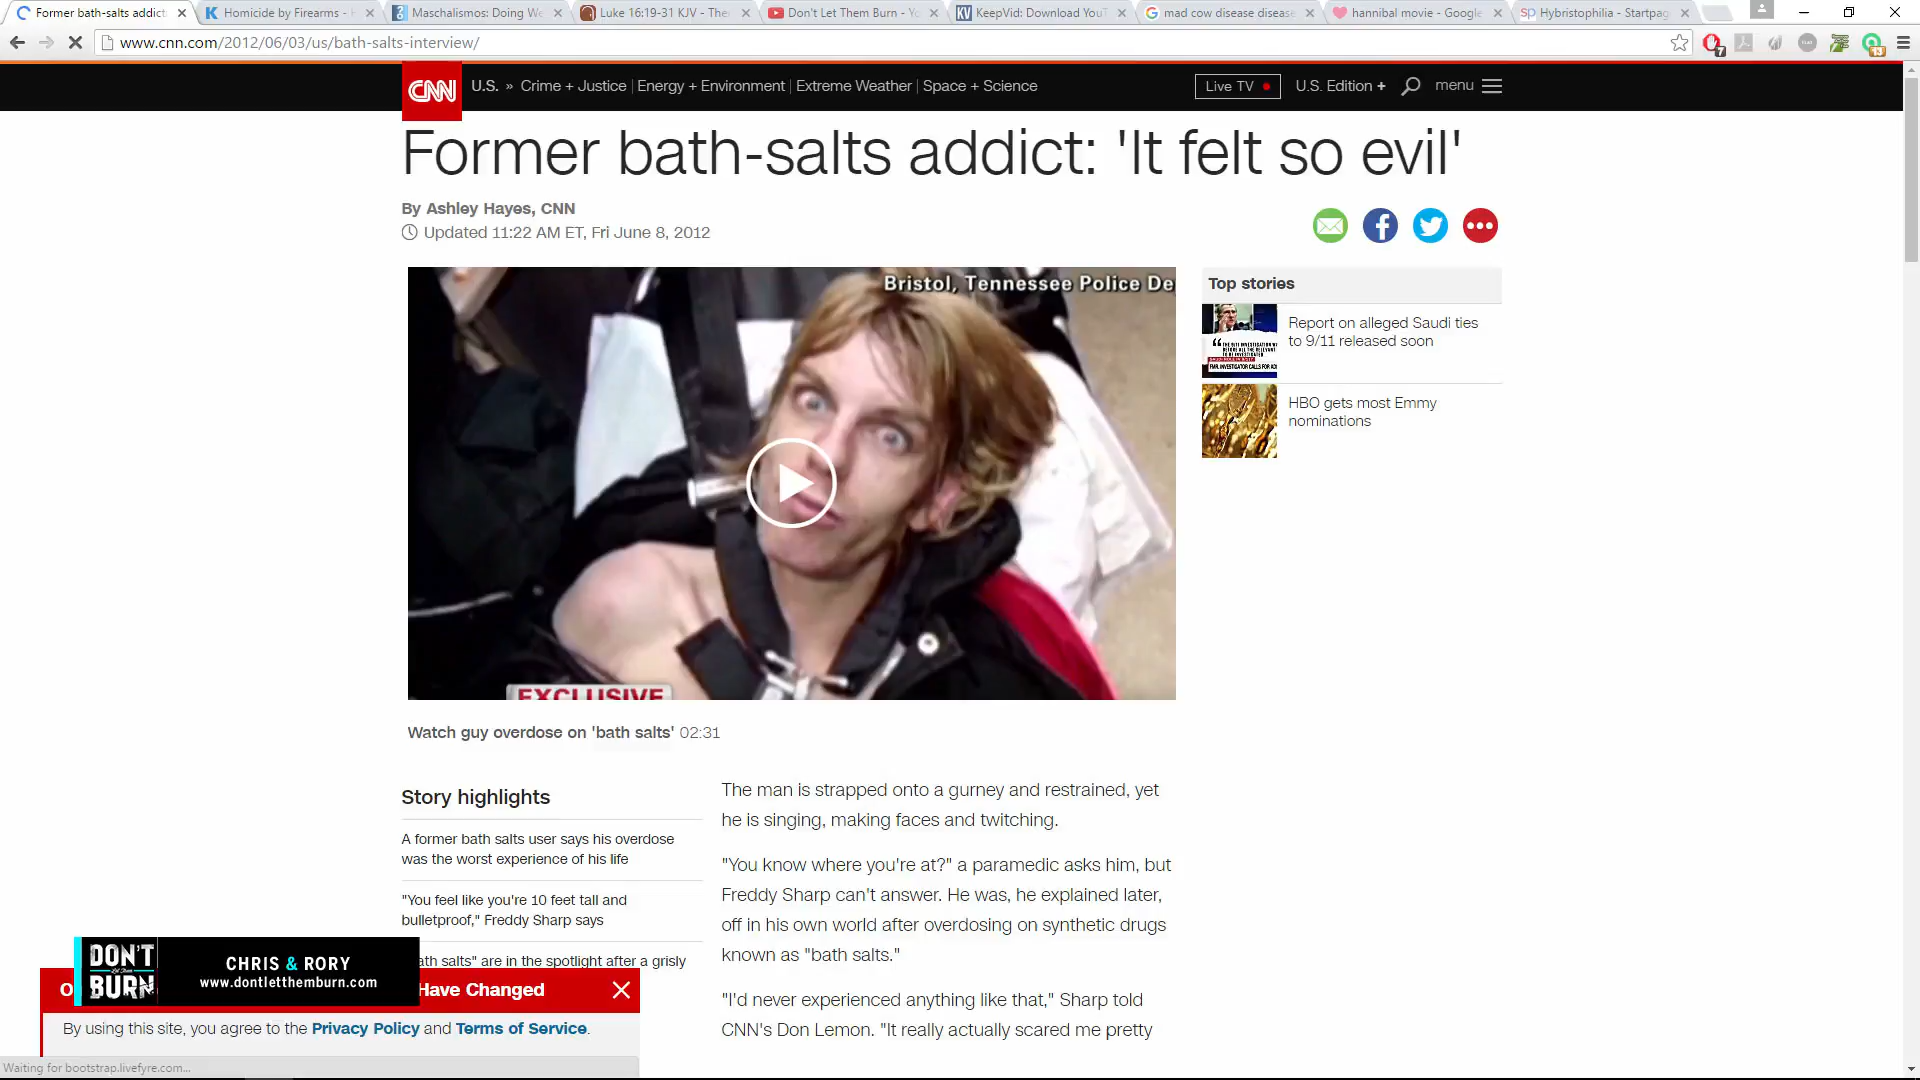 Former bath-salts addict
Homicide by Firearms -
Maschalismos: Doing We
Luke 16:19-31 KJV - The
Don't Let Them Burn - Yo
KeepVid: Download YouT
mad cow disease disease
hannibal movie - Google
Hybristophilia - Startpag
www.cnn.com/2012/06/03/us/bath-salts-interview/
CNN U.S. » Crime + Justice Energy + Environment Extreme Weather Space + Science Live TV U.S. Edition + menu
Former bath-salts addict: 'It felt so evil'
By Ashley Hayes, CNN
Updated 11:22 AM ET, Fri June 8, 2012
Bristol, Tennessee Police De
EXCLUSIVE
Watch guy overdose on 'bath salts' 02:31
Top stories
Report on alleged Saudi ties
to 9/11 released soon
HBO gets most Emmy
nominations
Story highlights
A former bath salts user says his overdose
was the worst experience of his life
"You feel like you're 10 feet tall and
bulletproof," Freddy Sharp says
ath salts" are in the spotlight after a grisly
The man is strapped onto a gurney and restrained, yet
he is singing, making faces and twitching.
"You know where you're at?" a paramedic asks him, but
Freddy Sharp can't answer. He was, he explained later,
off in his own world after overdosing on synthetic drugs
known as "bath salts."
"I'd never experienced anything like that," Sharp told
CNN's Don Lemon. "It really actually scared me pretty
DON'T
Let Them
BURN
CHRIS & RORY
www.dontletthemburn.com
O
Have Changed
By using this site, you agree to the Privacy Policy and Terms of Service.
Waiting for bootstrap.livefyre.com...